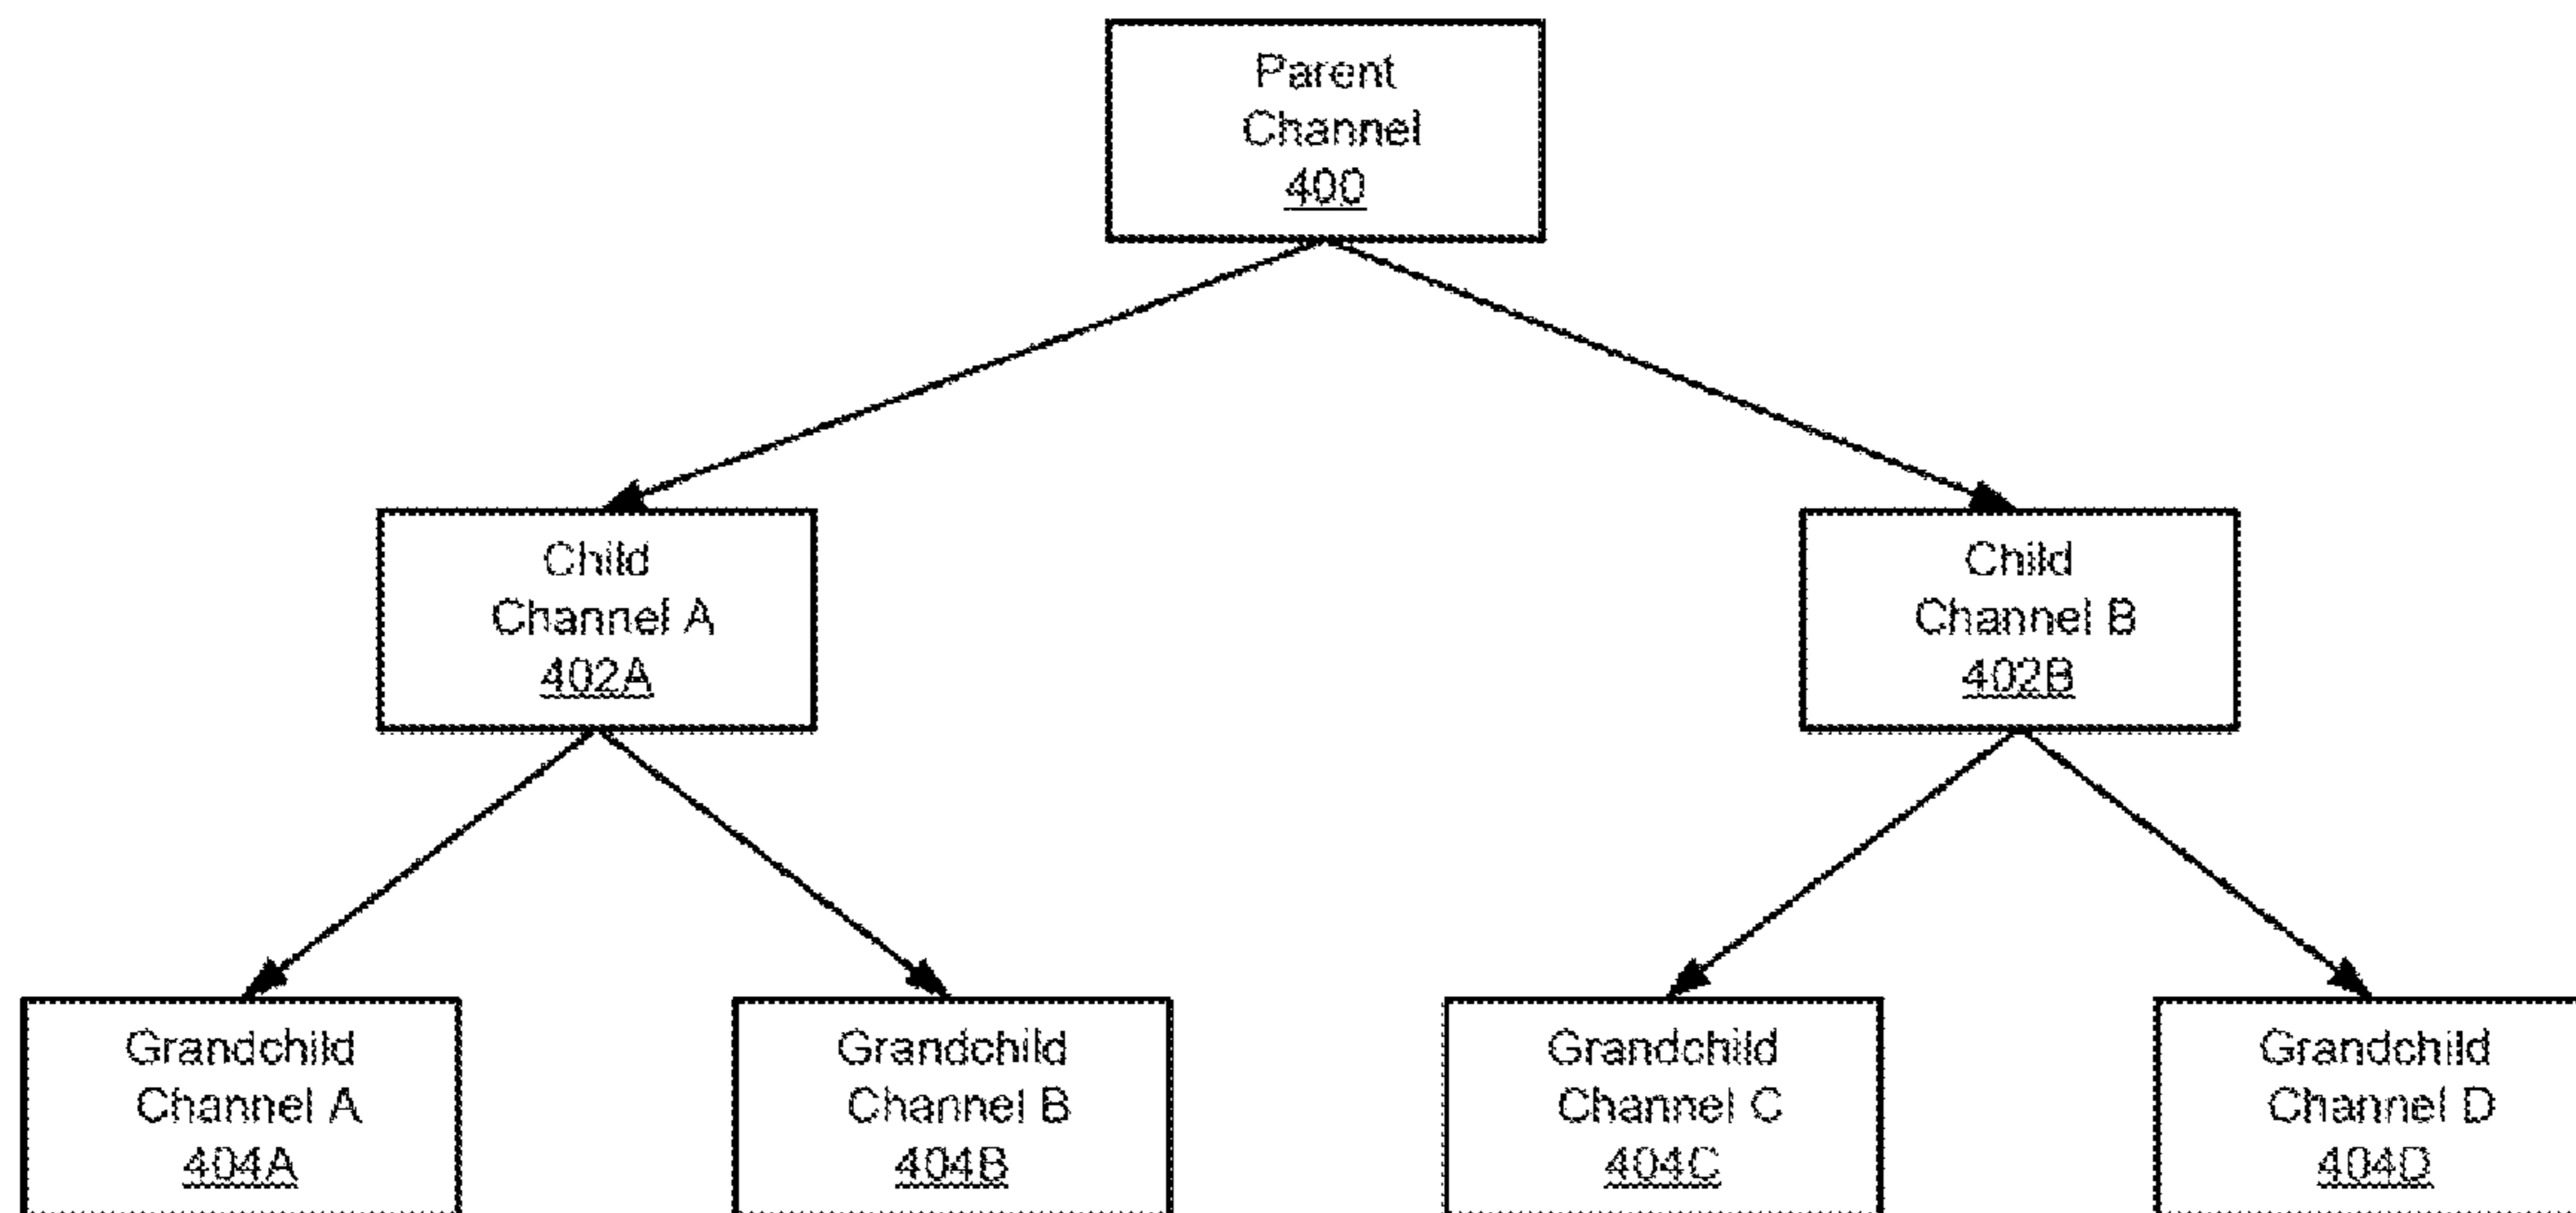 Parent
Channel
400
Child
Channel A
402A
Child
Channel B
402B
Grandchild
Channel A
404A
Grandchild
Channel B
404B
Grandchild
Channel C
404C
Grandchild
Channel D
404D